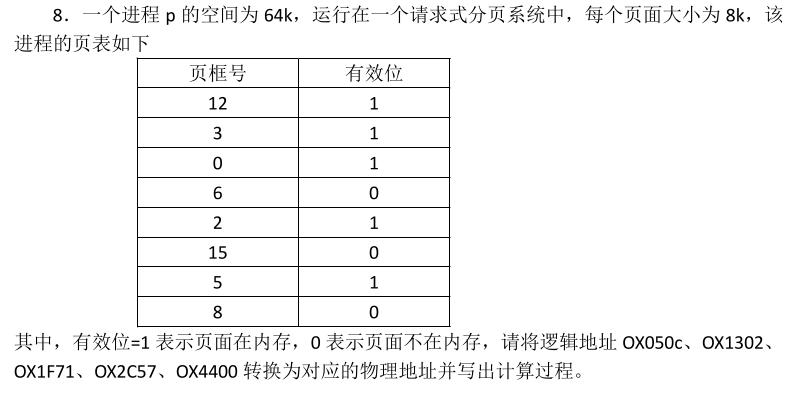 8．一个进程 p 的空间为 64k，运行在一个请求式分页系统中，每个页面大小为 8k，该
进程的页表如下
页框号 有效位
12 1
3 1
0 1
6 0
2 1
15 0
5 1
8 0
其中，有效位=1 表示页面在内存，0 表示页面不在内存，请将逻辑地址 OX050c、OX1302、
OX1F71、OX2C57、OX4400 转换为对应的物理地址并写出计算过程。